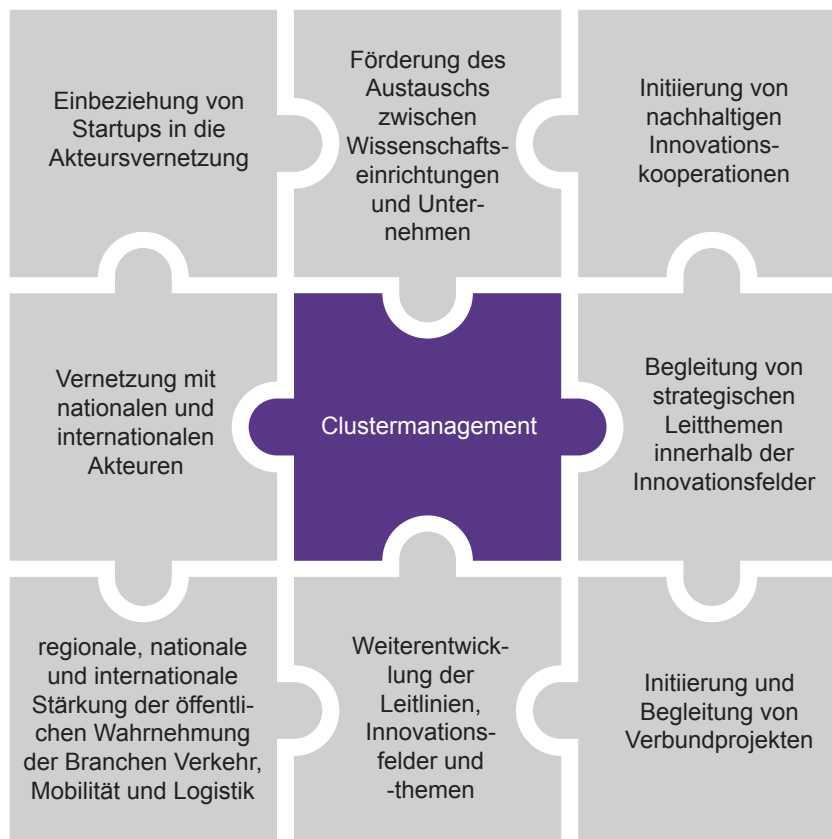 Einbeziehung von
Startups in die
Akteursvernetzung
Förderung des
Austauschs
zwischen
Wissenschafts-
einrichtungen
und Unter-
nehmen
Initiierung von
nachhaltigen
Innovations-
kooperationen
Vernetzung mit
nationalen und
internationalen
Akteuren
Clustermanagement
Begleitung von
strategischen
Leitthemen
innerhalb der
Innovationsfelder
regionale, nationale
und internationale
Stärkung der öffentli-
chen Wahrnehmung
der Branchen Verkehr,
Mobilität und Logistik
Weiterentwick-
lung der
Leitlinien,
Innovations-
felder und
-themen
Initiierung und
Begleitung von
Verbundprojekten